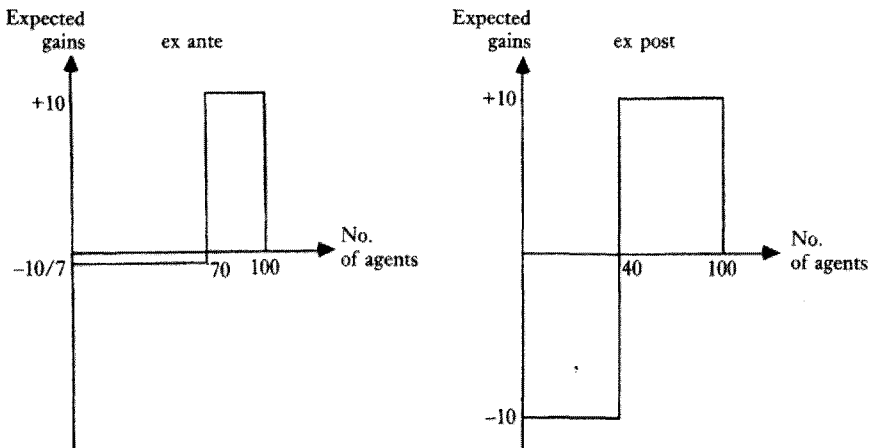 Expected
gains
ex ante
+10
-10/7
70
100
No.
of agents
Expected
gains
ex post
+10
40
100
No.
of agents
-10